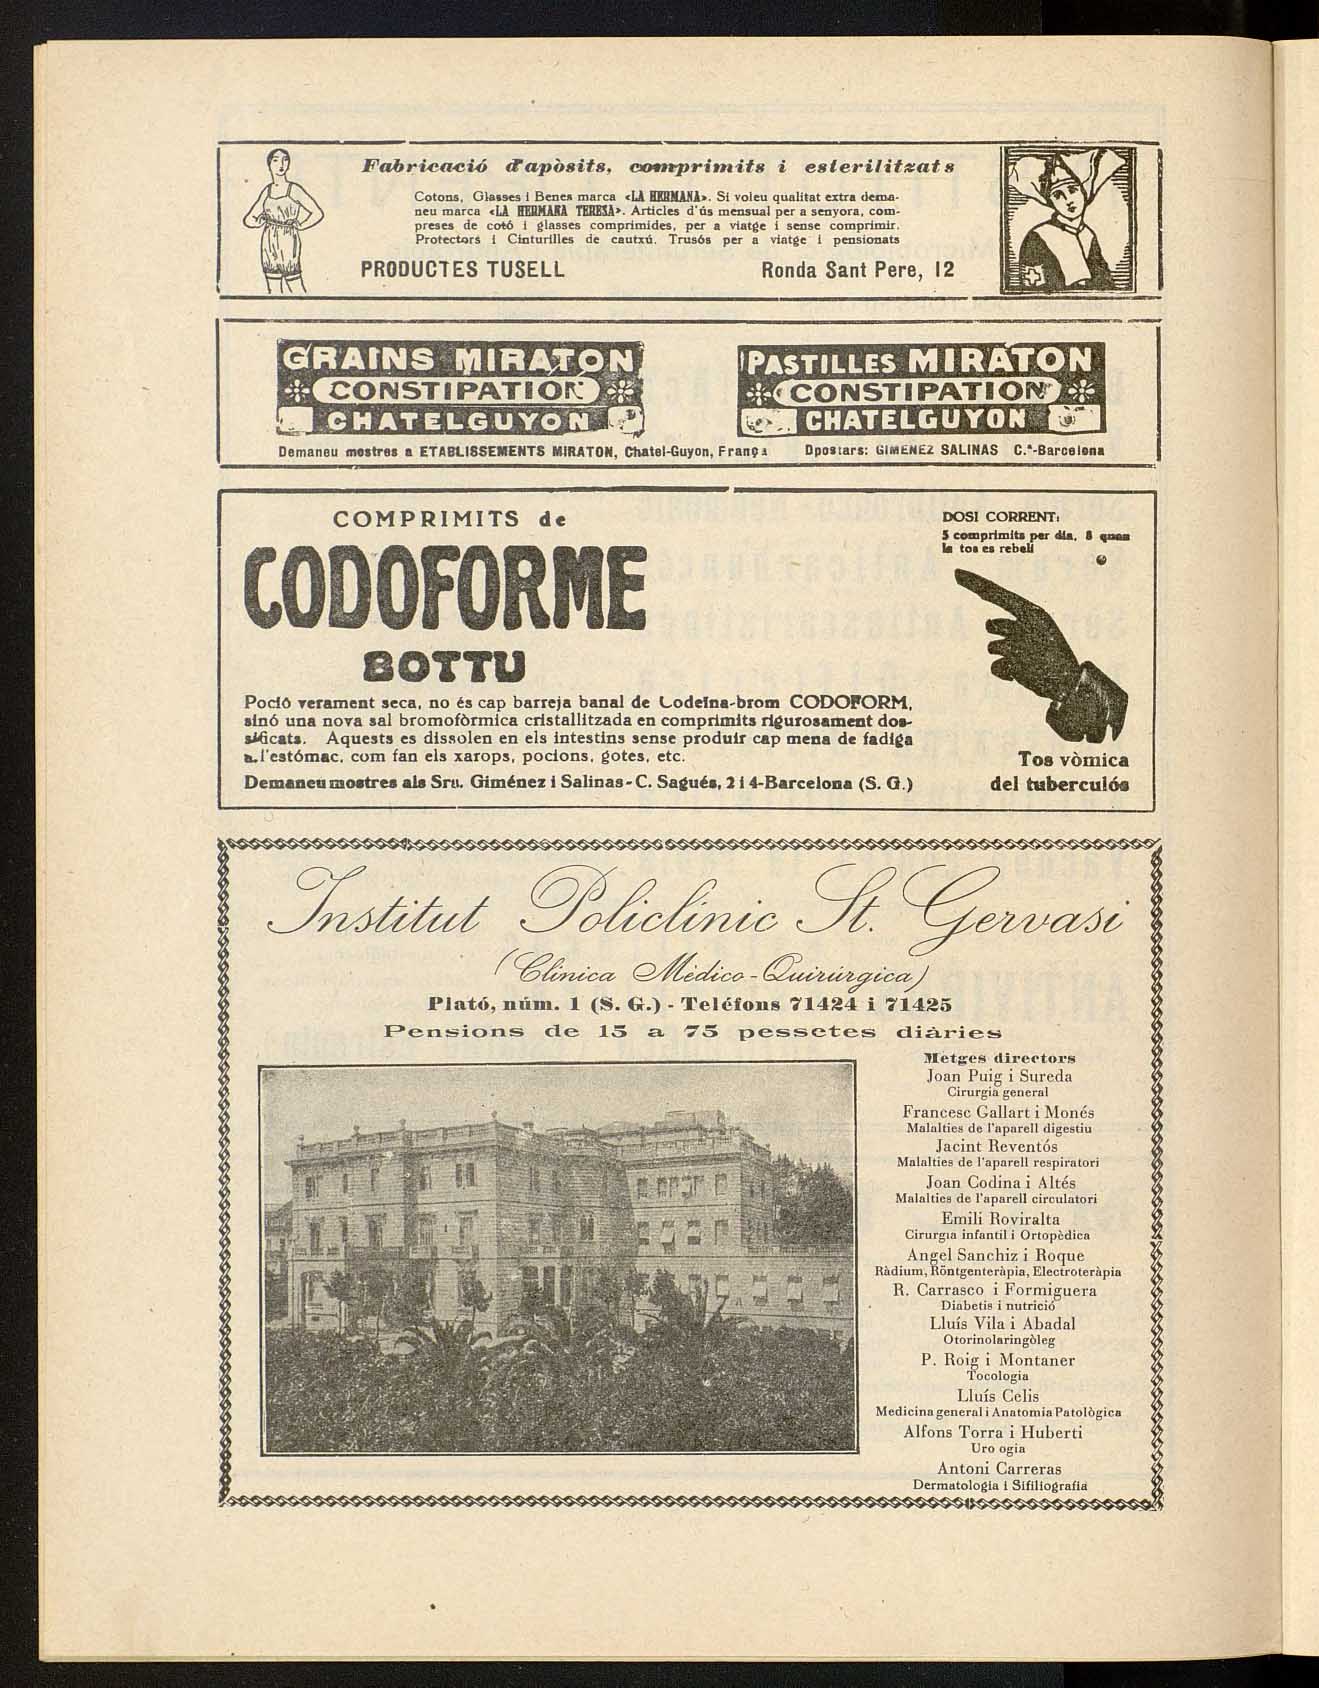 Fabricació d'apòsits, comprimits i esterilitzats
Cotons, Glasses i Benes marca «LA HERMANA». Si voleu qualitat extra dema-
neu marca «LA HERMANA TERESA». Articles d'ús mensual per a senyora, com-
preses de cotó i glasses comprimides, per a viatge i sense comprimir.
Protectors i Cinturilles de cautxú. Trusós per a viatge i pensionats
PRODUCTES TUSELL Ronda Sant Pere, 12
GRAINS MIRATON
CONSTIPATION
CHATELGUYON
PASTILLES MIRATON
CONSTIPATION
CHATELGUYON
Demaneu mostres a ETABLISSEMENTS MIRATON, Chatel-Guyon, França Dpostars: GIMENEZ SALINAS C.ª-Barcelona
COMPRIMITS de
CODOFORME
BOTTU
DOSI CORRENT:
5 comprimits per dia, 8 quan
la tos es rebell
Poció verament seca, no és cap barreja banal de Codeïna-brom CODOFORM,
sinó una nova sal bromofòrmica cristallitzada en comprimits rigurosament dos-
sificats. Aquests es dissolen en els intestins sense produir cap mena de fadiga
a l'estómac, com fan els xarops, pocions, gotes, etc.
Demaneu mostres als Srs. Giménez i Salinas-C. Sagués, 2 i 4-Barcelona (S. G.)
Tos vòmica
del tuberculós
Institut Policlínic St. Gervasi
(Clínica Médico-Quirúrgica)
Plató, núm. 1 (S. G.) - Telèfons 71424 i 71425
Pensions de 15 a 75 pessetes diàries
Metges directors
Joan Puig i Sureda
Cirurgia general
Francesc Gallart i Monés
Malalties de l'aparell digestiu
Jacint Reventós
Malalties de l'aparell respiratori
Joan Codina i Altés
Malalties de l'aparell circulatori
Emili Roviralta
Cirurgia infantil i Ortopèdica
Angel Sanchiz i Roque
Ràdium, Röntgenteràpia, Electroteràpia
R. Carrasco i Formiguera
Diabetis i nutrició
Lluís Vila i Abadal
Otorinolaringòleg
P. Roig i Montaner
Tocologia
Lluís Celis
Medicina general i Anatomia Patològica
Alfons Torra i Huberti
Uro ogia
Antoni Carreras
Dermatologia i Sifiliografia